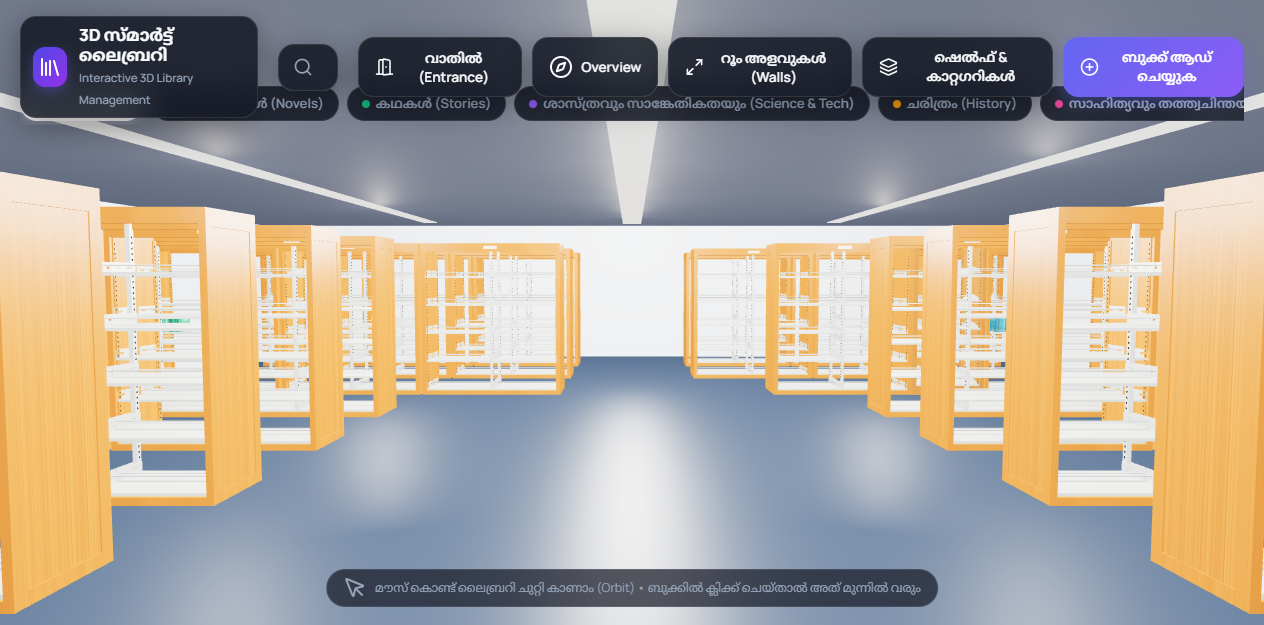 3D സ്മാർട്ട്
ലൈബ്രറി
Interactive 3D Library
Management
വാതിൽ
(Entrance)
Overview
റൂം അളവുകൾ
(Walls)
ഷെൽഫ് &
കാറ്റഗറികൾ
ബുക്ക് ആഡ്
ചെയ്യുക
(Novels)
കഥകൾ (Stories)
ശാസ്ത്രവും സാങ്കേതികതയും (Science & Tech)
ചരിത്രം (History)
സാഹിത്യവും
മൗസ് കൊണ്ട് ലൈബ്രറി ചുറ്റി കാണാം (Orbit) • ബുക്കിൽ ക്ലിക്ക് ചെയ്താൽ അത് മുന്നിൽ വരും